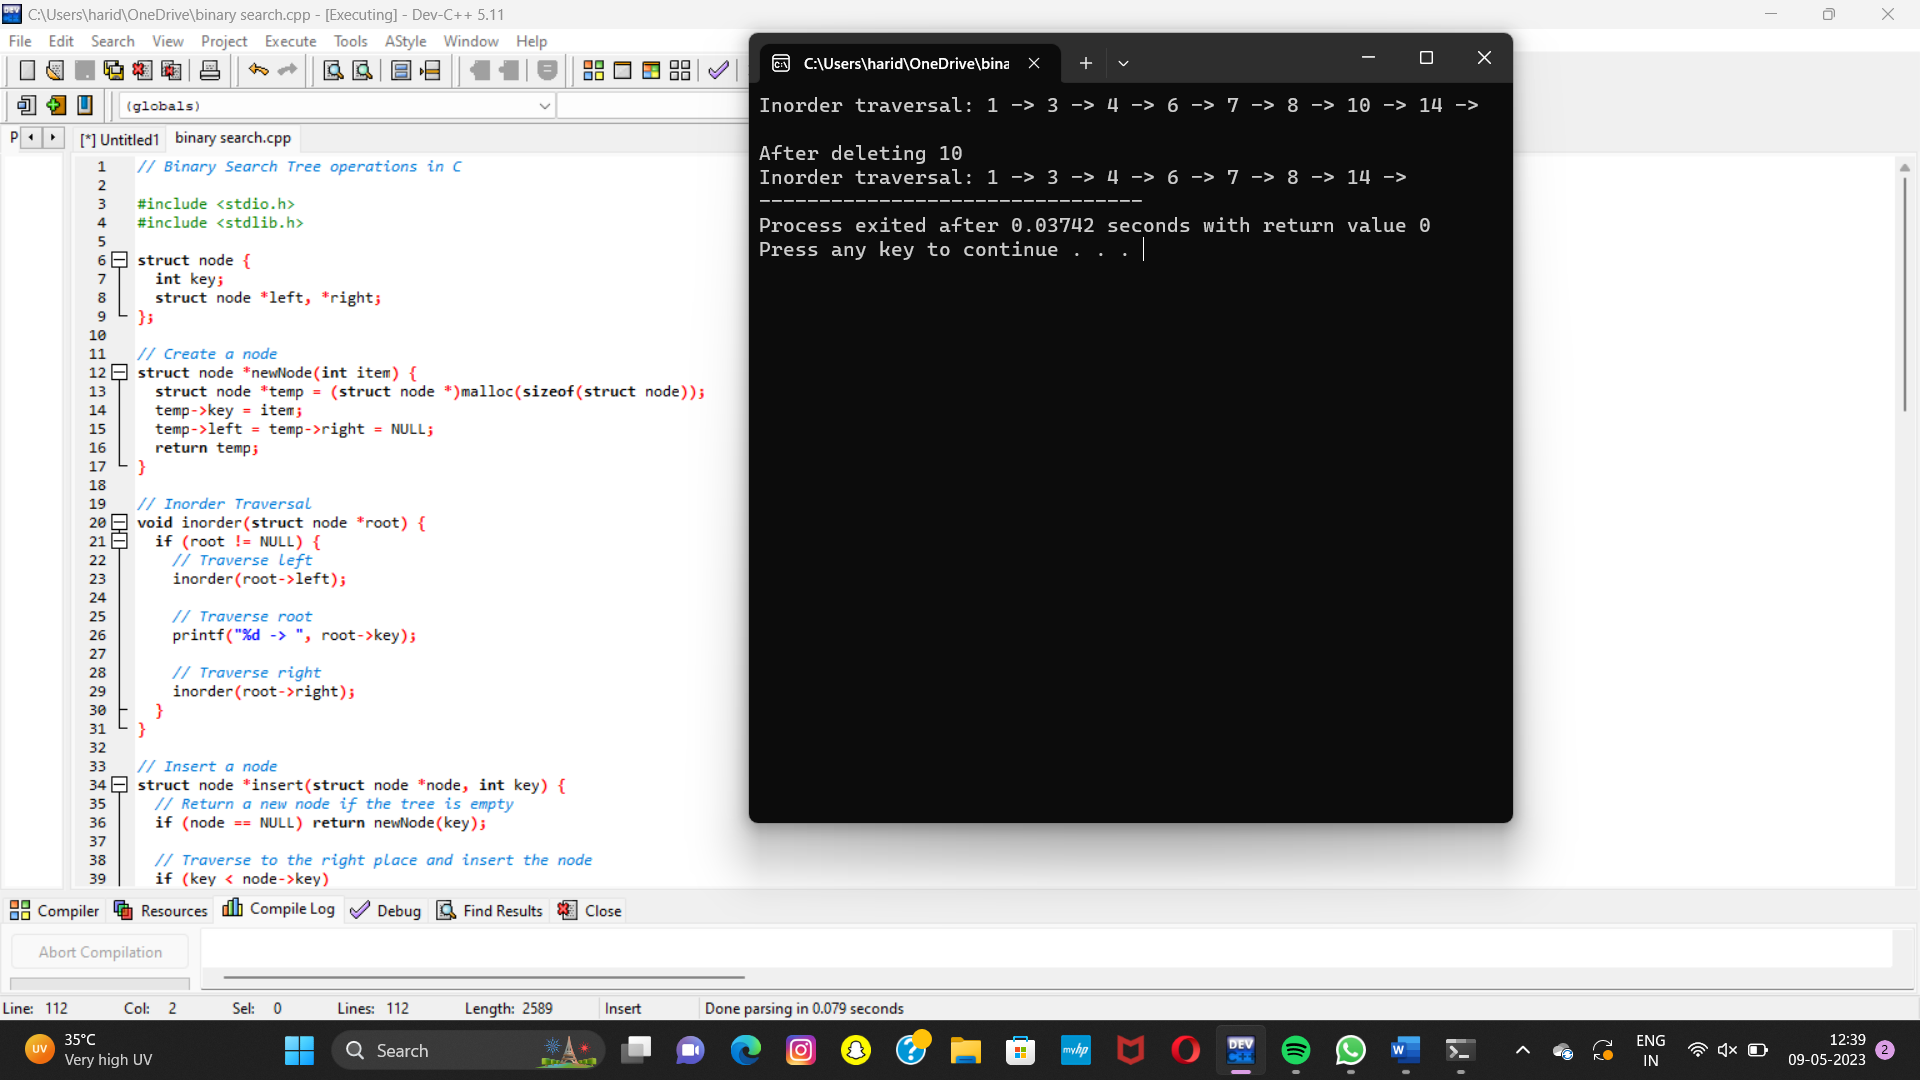 C:\Users\harid\OneDrive\binary search.cpp - [Executing] - Dev-C++ 5.11
File Edit Search View Project Execute Tools AStyle Window Help
(globals)
P [*] Untitled1 binary search.cpp
1 // Binary Search Tree operations in C
2
3 #include <stdio.h>
4 #include <stdlib.h>
5
6 struct node {
7 int key;
8 struct node *left, *right;
9 };
10
11 // Create a node
12 struct node *newNode(int item) {
13 struct node *temp = (struct node *)malloc(sizeof(struct node));
14 temp->key = item;
15 temp->left = temp->right = NULL;
16 return temp;
17 }
18
19 // Inorder Traversal
20 void inorder(struct node *root) {
21 if (root != NULL) {
22 // Traverse left
23 inorder(root->left);
24
25 // Traverse root
26 printf("%d -> ", root->key);
27
28 // Traverse right
29 inorder(root->right);
30 }
31 }
32
33 // Insert a node
34 struct node *insert(struct node *node, int key) {
35 // Return a new node if the tree is empty
36 if (node == NULL) return newNode(key);
37
38 // Traverse to the right place and insert the node
39 if (key < node->key)
C:\Users\harid\OneDrive\bina
Inorder traversal: 1 -> 3 -> 4 -> 6 -> 7 -> 8 -> 10 -> 14 ->
After deleting 10
Inorder traversal: 1 -> 3 -> 4 -> 6 -> 7 -> 8 -> 14 ->
--------------------------------
Process exited after 0.03742 seconds with return value 0
Press any key to continue . . .
Compiler Resources Compile Log Debug Find Results Close
Abort Compilation
Line: 112 Col: 2 Sel: 0 Lines: 112 Length: 2589 Insert Done parsing in 0.079 seconds
UV 35°C
Very high UV
Search
myhp
DEV
W
ENG
IN
12:39
09-05-2023
2